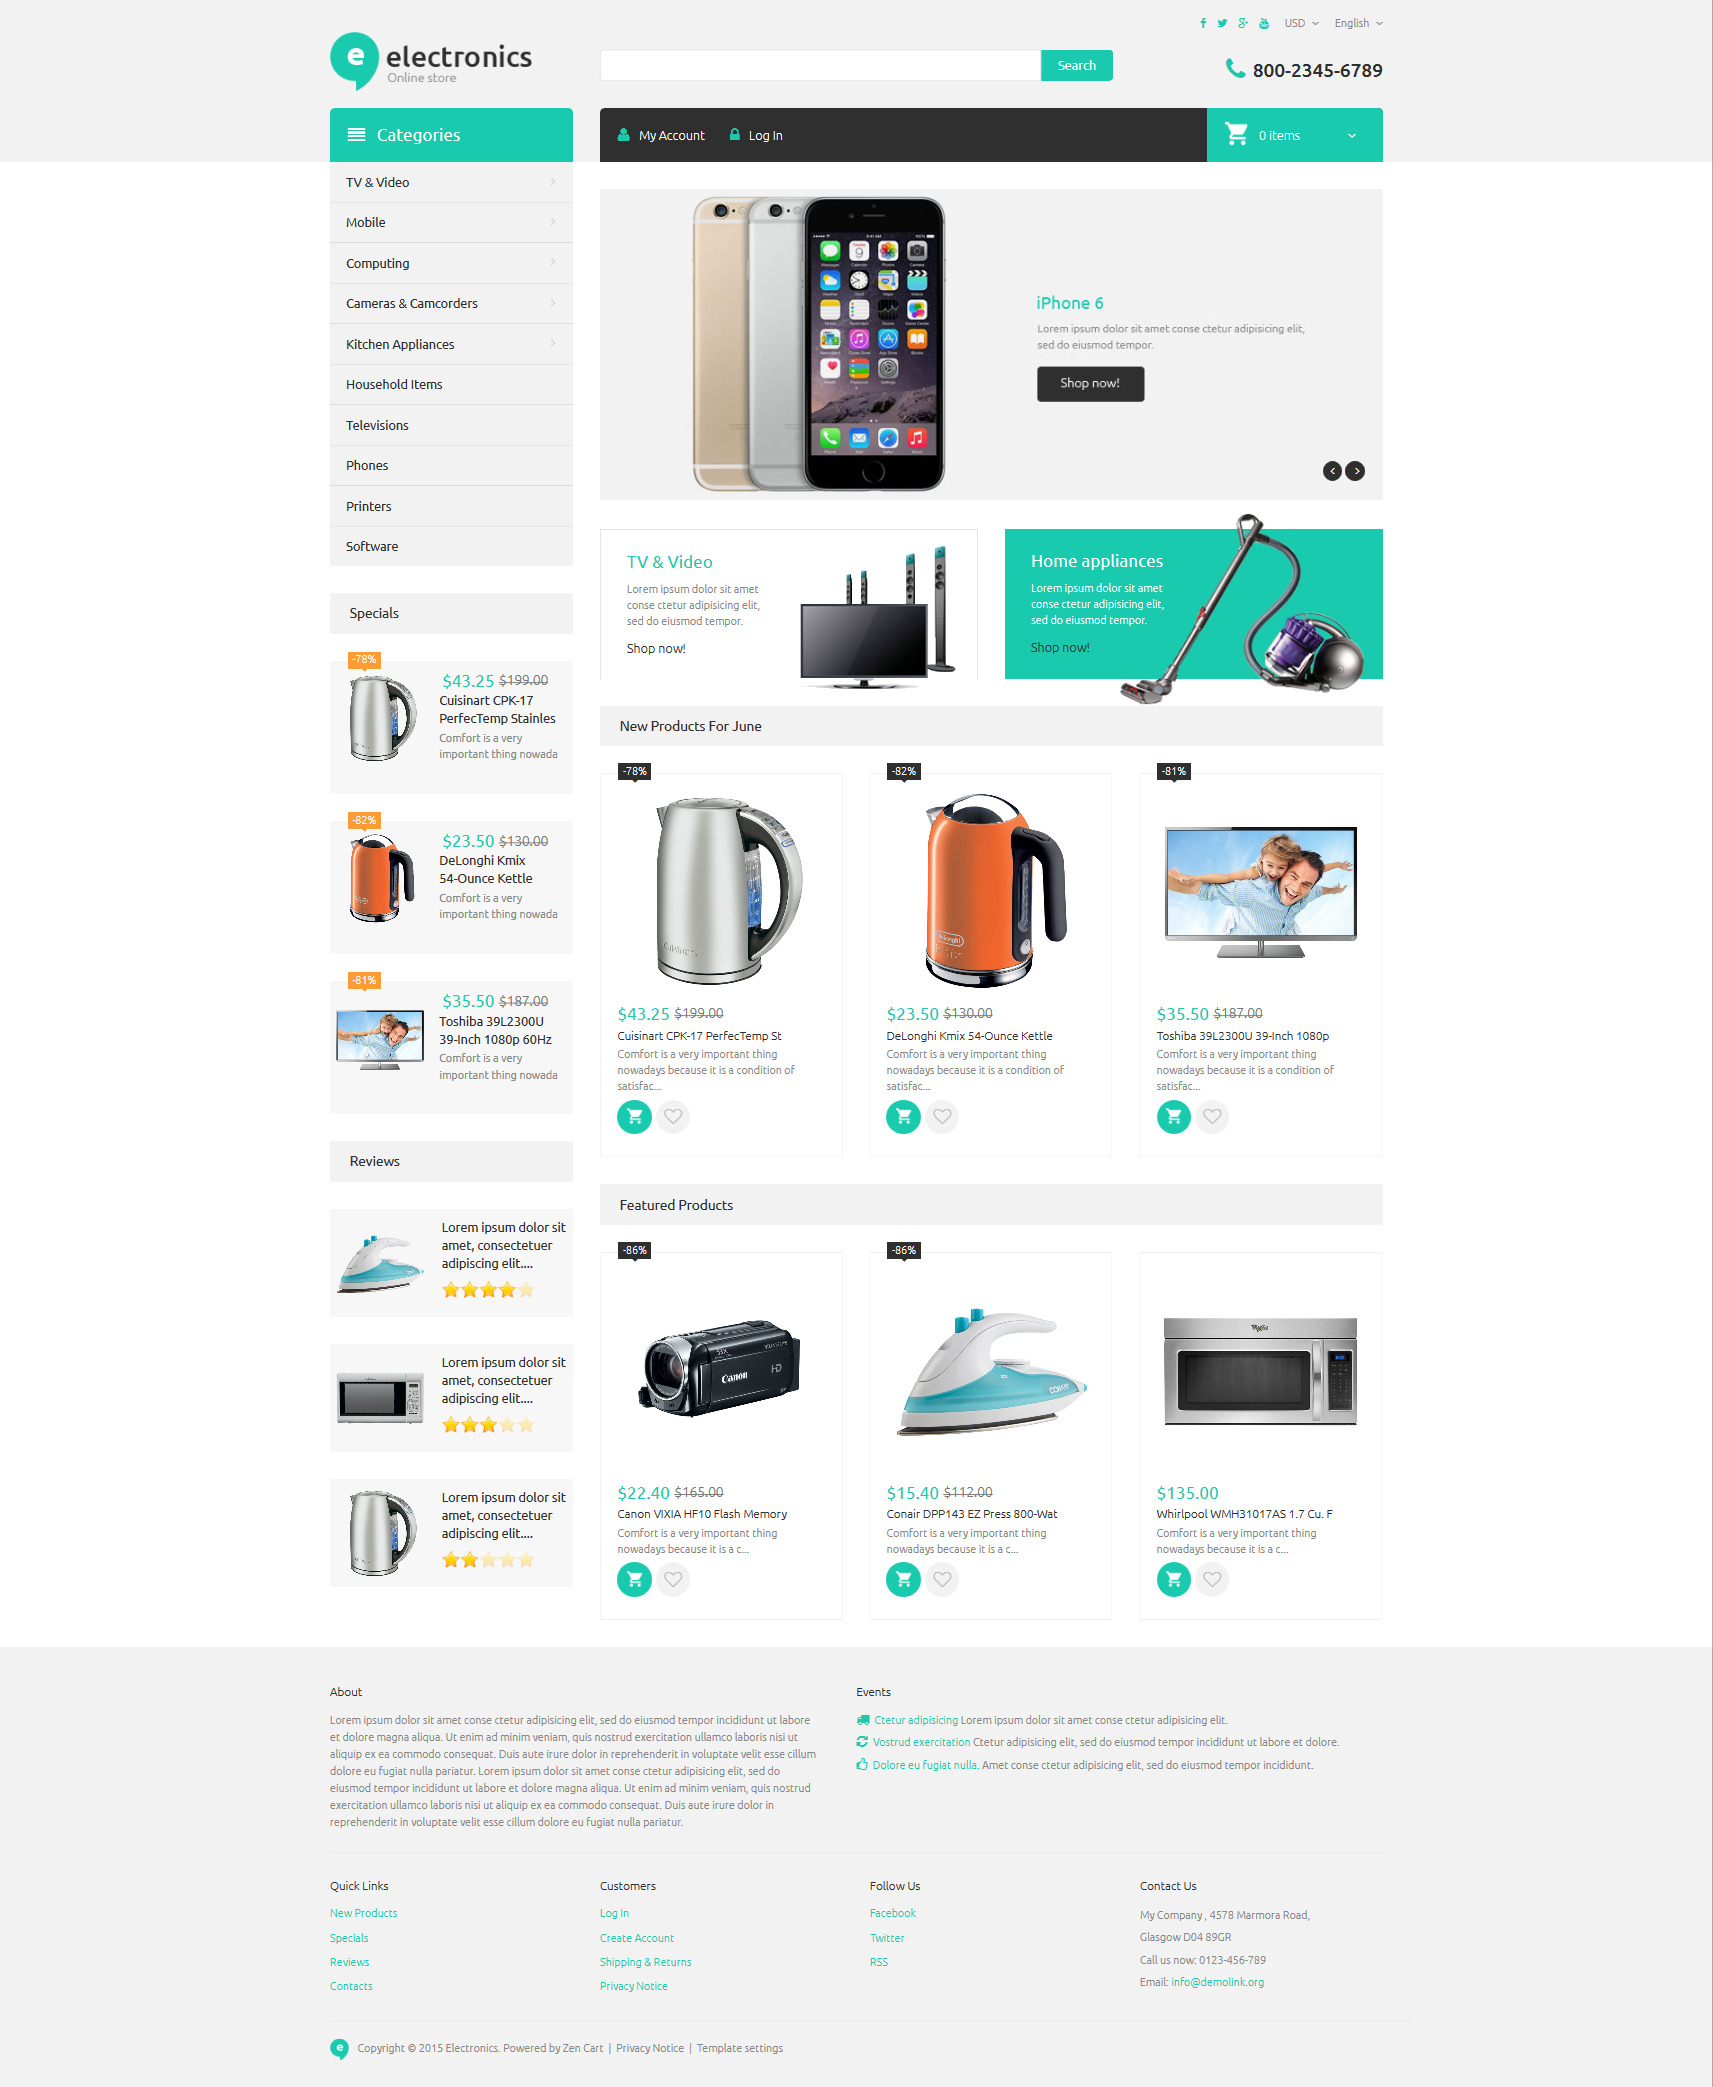 USD
English
electronics
Online store
Search
800-2345-6789
Categories
My Account
Log In
0 items
TV & Video
Mobile
Computing
Cameras & Camcorders
Kitchen Appliances
Household Items
Televisions
Phones
Printers
Software
iPhone 6
Lorem ipsum dolor sit amet conse ctetur adipisicing elit,
sed do eiusmod tempor.
Shop now!
TV & Video
Lorem ipsum dolor sit amet
conse ctetur adipisicing elit,
sed do eiusmod tempor.
Shop now!
Home appliances
Lorem ipsum dolor sit amet
conse ctetur adipisicing elit,
sed do eiusmod tempor.
Shop now!
Specials
-78%
$43.25 $199.00
Cuisinart CPK-17
PerfecTemp Stainles
Comfort is a very
important thing nowada
-82%
$23.50 $130.00
DeLonghi Kmix
54-Ounce Kettle
Comfort is a very
important thing nowada
-81%
$35.50 $187.00
Toshiba 39L2300U
39-Inch 1080p 60Hz
Comfort is a very
important thing nowada
Reviews
Lorem ipsum dolor sit
amet, consectetuer
adipiscing elit....
Lorem ipsum dolor sit
amet, consectetuer
adipiscing elit....
Lorem ipsum dolor sit
amet, consectetuer
adipiscing elit....
New Products For June
-78%
$43.25 $199.00
Cuisinart CPK-17 PerfecTemp St
Comfort is a very important thing
nowadays because it is a condition of
satisfac...
-82%
DeLonghi
$23.50 $130.00
DeLonghi Kmix 54-Ounce Kettle
Comfort is a very important thing
nowadays because it is a condition of
satisfac...
-81%
$35.50 $187.00
Toshiba 39L2300U 39-Inch 1080p
Comfort is a very important thing
nowadays because it is a condition of
satisfac...
Featured Products
-86%
Canon
HD
$22.40 $165.00
Canon VIXIA HF10 Flash Memory
Comfort is a very important thing
nowadays because it is a c...
-86%
CONAIR
$15.40 $112.00
Conair DPP143 EZ Press 800-Wat
Comfort is a very important thing
nowadays because it is a c...
$135.00
Whirlpool WMH31017AS 1.7 Cu. F
Comfort is a very important thing
nowadays because it is a c...
About
Lorem ipsum dolor sit amet conse ctetur adipisicing elit, sed do eiusmod tempor incididunt ut labore
et dolore magna aliqua. Ut enim ad minim veniam, quis nostrud exercitation ullamco laboris nisi ut
aliquip ex ea commodo consequat. Duis aute irure dolor in reprehenderit in voluptate velit esse cillum
dolore eu fugiat nulla pariatur. Lorem ipsum dolor sit amet conse ctetur adipisicing elit, sed do
eiusmod tempor incididunt ut labore et dolore magna aliqua. Ut enim ad minim veniam, quis nostrud
exercitation ullamco laboris nisi ut aliquip ex ea commodo consequat. Duis aute irure dolor in
reprehenderit in voluptate velit esse cillum dolore eu fugiat nulla pariatur.
Events
Ctetur adipisicing Lorem ipsum dolor sit amet conse ctetur adipisicing elit.
Vostrud exercitation Ctetur adipisicing elit, sed do eiusmod tempor incididunt ut labore et dolore.
Dolore eu fugiat nulla. Amet conse ctetur adipisicing elit, sed do eiusmod tempor incididunt.
Quick Links
New Products
Specials
Reviews
Contacts
Customers
Log In
Create Account
Shipping & Returns
Privacy Notice
Follow Us
Facebook
Twitter
RSS
Contact Us
My Company , 4578 Marmora Road,
Glasgow D04 89GR
Call us now: 0123-456-789
Email: info@demolink.org
Copyright © 2015 Electronics. Powered by Zen Cart | Privacy Notice | Template settings